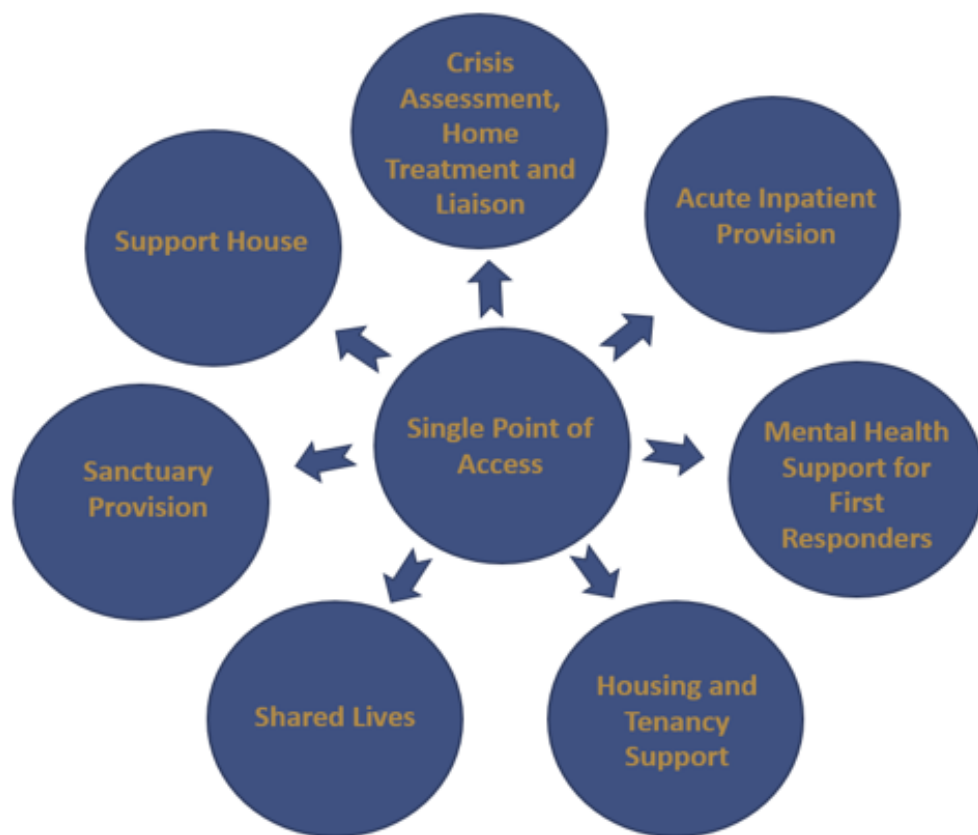 Crisis
Assessment,
Home
Treatment and
Liaison
Acute Inpatient
Provision
Support House
Single Point of
Access
Mental Health
Support for
First
Responders
Sanctuary
Provision
Shared Lives
Housing and
Tenancy
Support